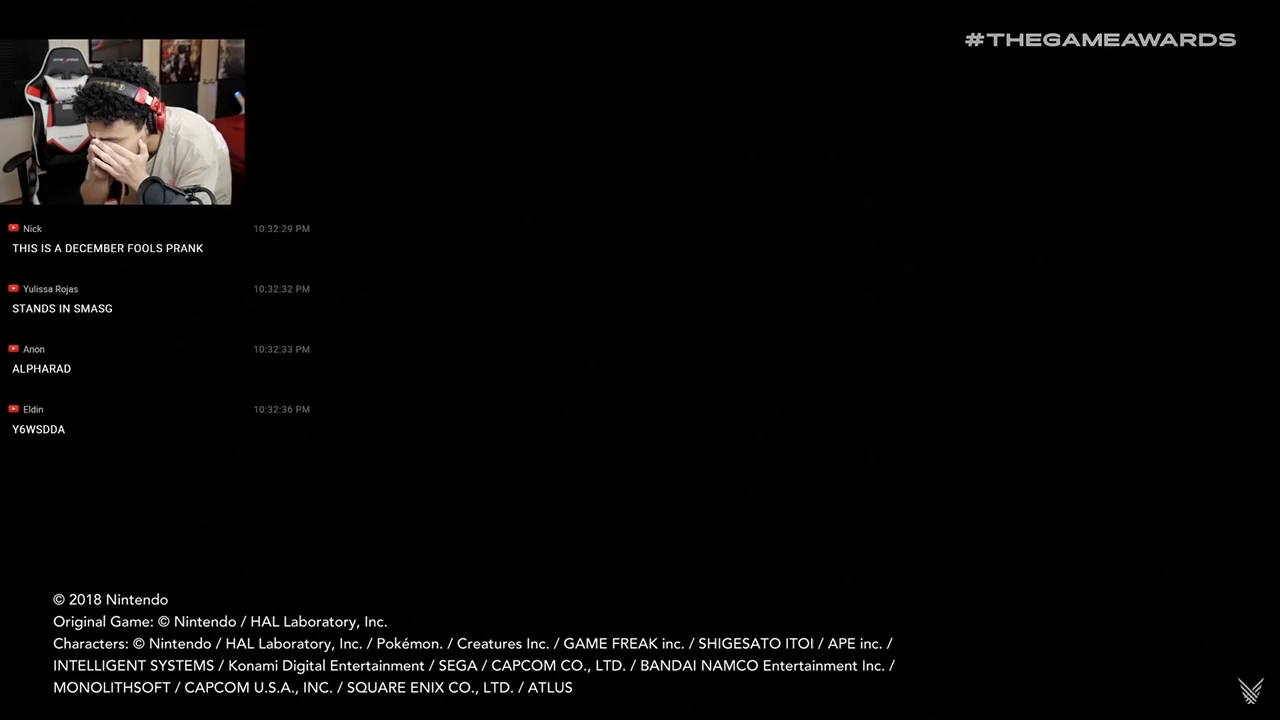 #THEGAMEAWARDS
Nick 10:32:29 PM
THIS IS A DECEMBER FOOLS PRANK
Yulissa Rojas 10:32:32 PM
STANDS IN SMASG
Anon 10:32:33 PM
ALPHARAD
Eldin 10:32:36 PM
Y6WSDDA
© 2018 Nintendo
Original Game: © Nintendo / HAL Laboratory, Inc.
Characters: © Nintendo / HAL Laboratory, Inc. / Pokémon. / Creatures Inc. / GAME FREAK inc. / SHIGESATO ITOI / APE inc. /
INTELLIGENT SYSTEMS / Konami Digital Entertainment / SEGA / CAPCOM CO., LTD. / BANDAI NAMCO Entertainment Inc. /
MONOLITHSOFT / CAPCOM U.S.A., INC. / SQUARE ENIX CO., LTD. / ATLUS